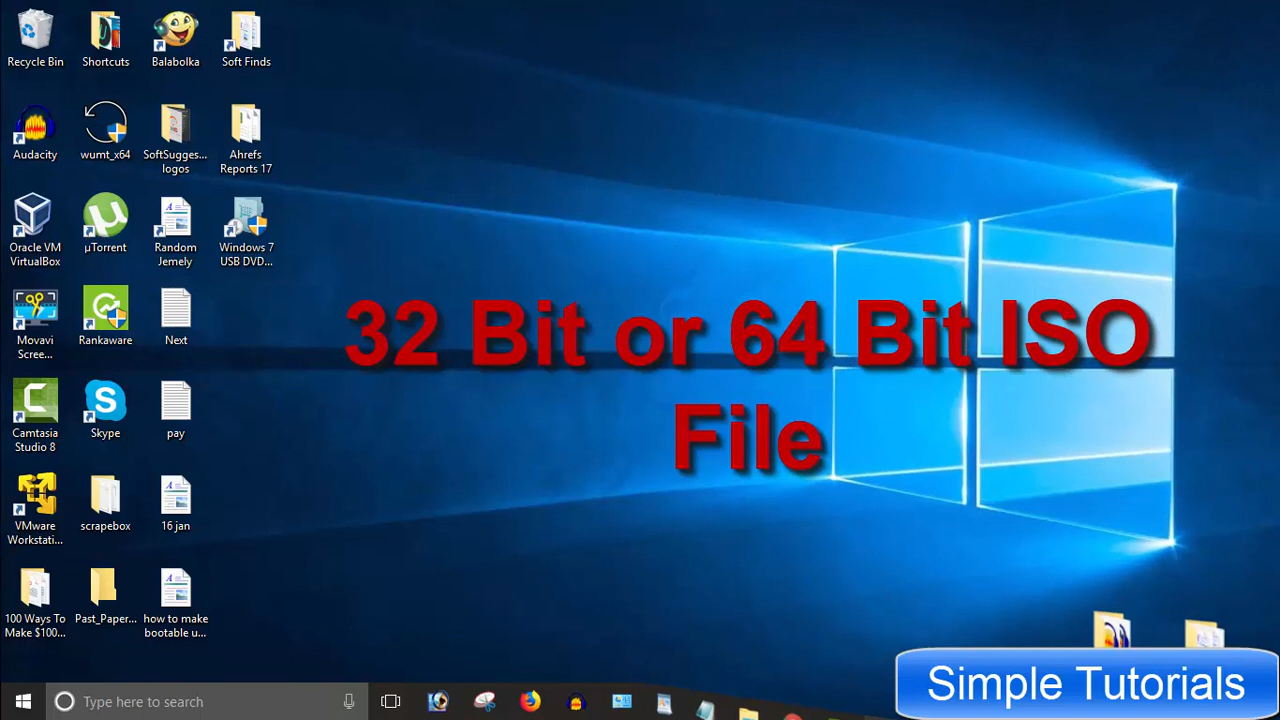 Recycle Bin
Shortcuts
Balabolka
Soft Finds
Audacity
wumt_x64
SoftSugges...
logos
Ahrefs
Reports 17
Oracle VM
VirtualBox
µTorrent
Random
Jemely
Windows 7
USB DVD...
Movavi
Scree...
Rankaware
Next
Camtasia
Studio 8
Skype
pay
VMware
Workstati...
scrapebox
16 jan
100 Ways To
Make $100...
Past_Paper...
how to make
bootable u...
32 Bit or 64 Bit ISO
File
Simple Tutorials
Type here to search